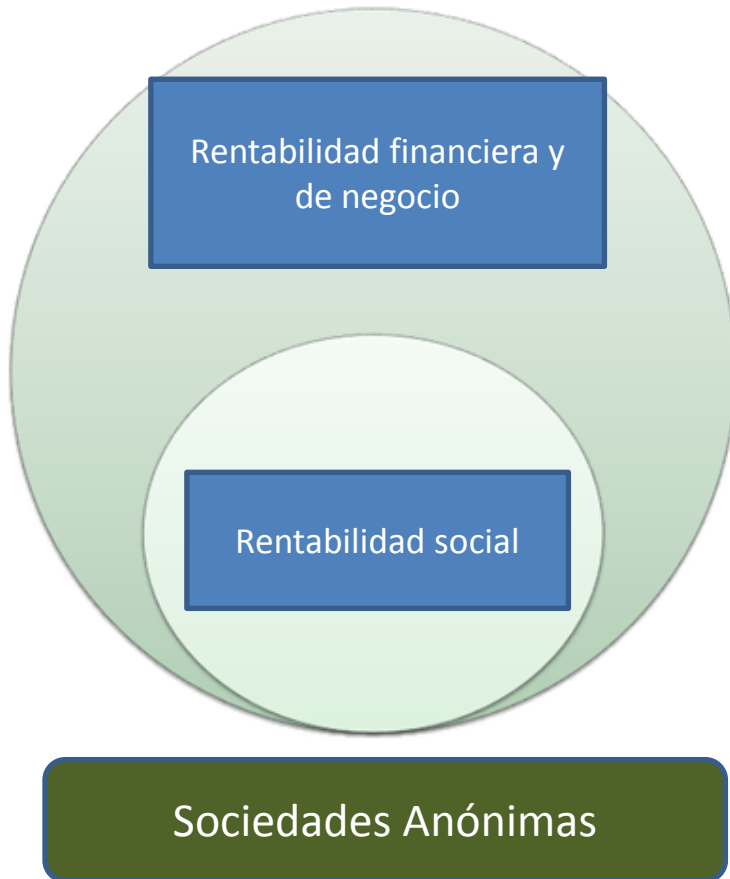 Rentabilidad financiera y
de negocio
Rentabilidad social
Sociedades Anónimas